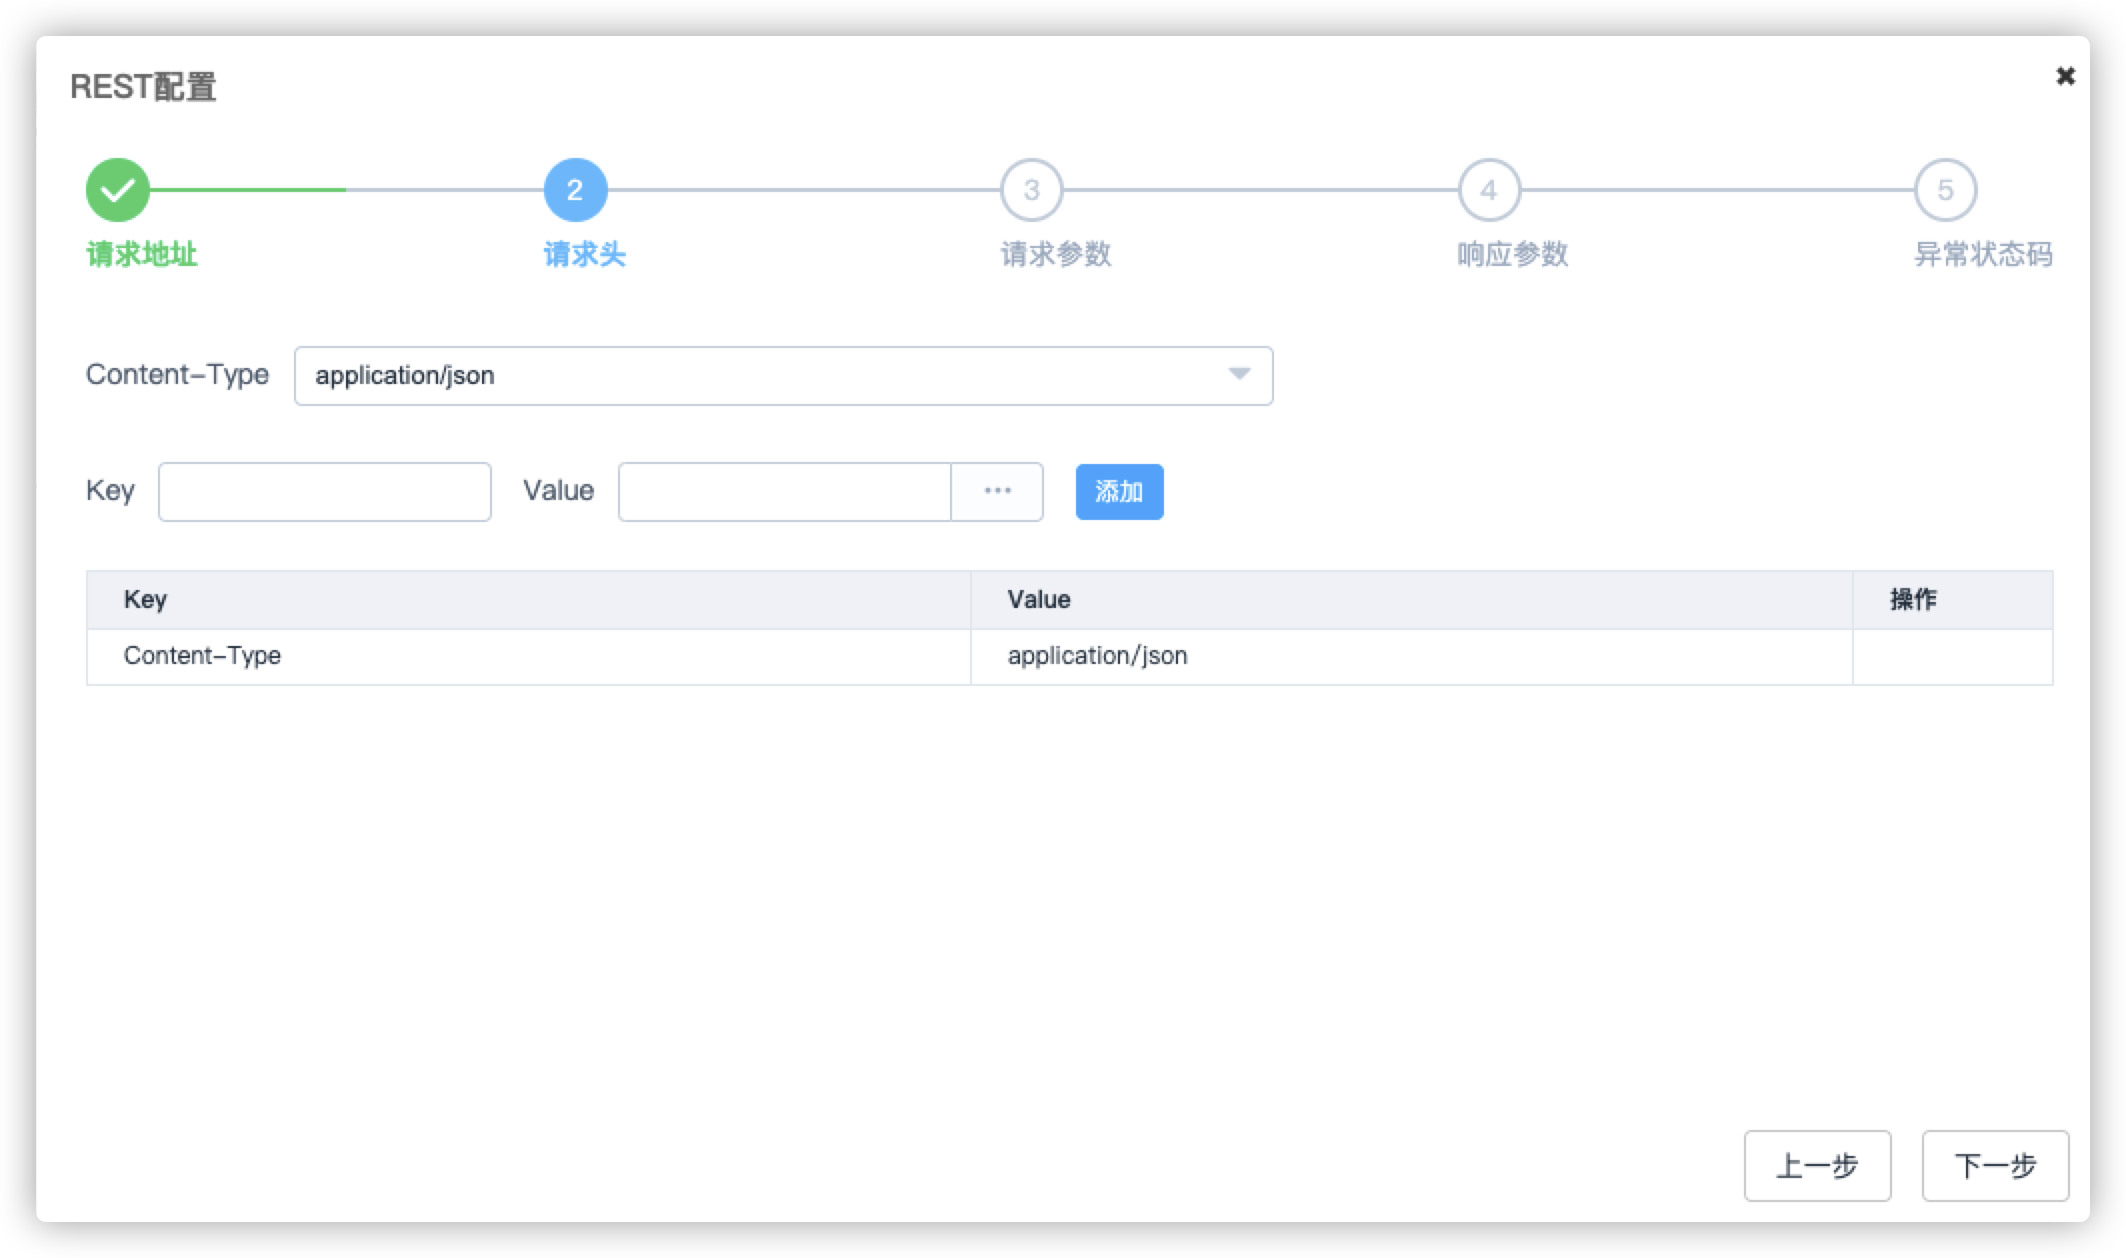 REST配置
2 3 4 5
请求地址 请求头 请求参数 响应参数 异常状态码
Content-Type application/json
Key Value ... 添加
Key Value 操作
Content-Type application/json
上一步 下一步